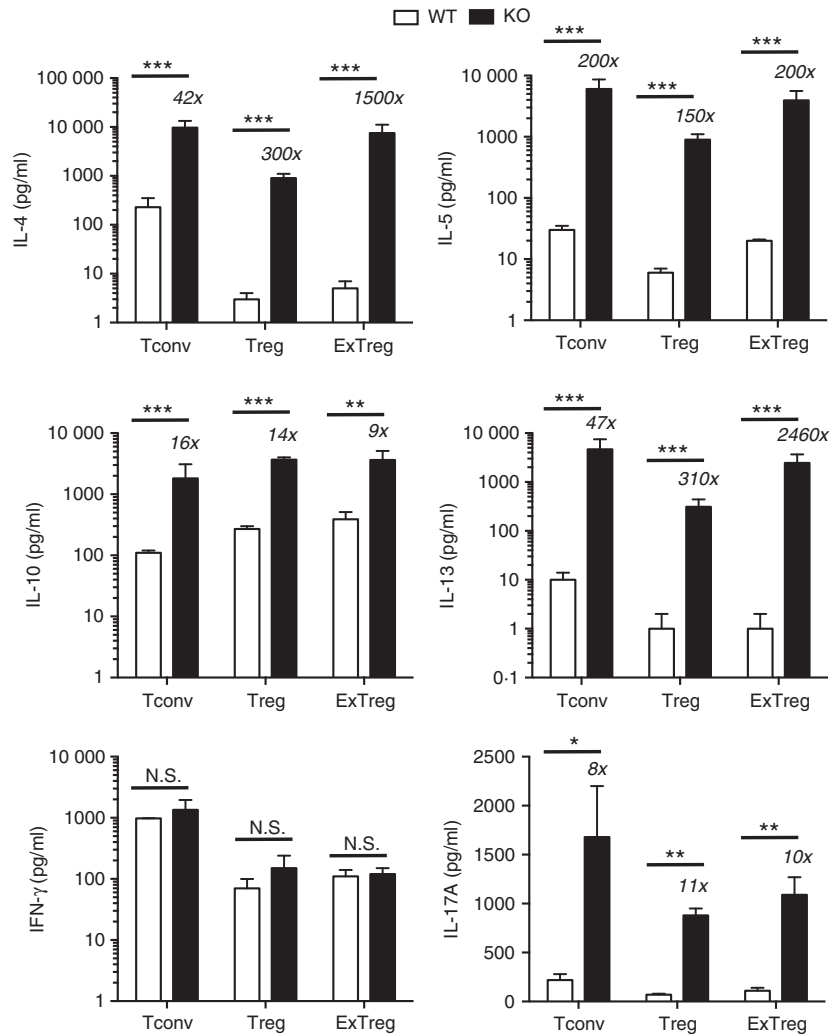 WT KO
***
42x
***
300x
***
1500x
100 000
10 000
1000
100
10
1
IL-4 (pg/ml)
Tconv Treg ExTreg
***
200x
***
150x
***
200x
10 000
1000
100
10
1
IL-5 (pg/ml)
Tconv Treg ExTreg
***
16x
***
14x
**
9x
10 000
1000
100
10
1
IL-10 (pg/ml)
Tconv Treg ExTreg
***
47x
***
310x
***
2460x
10 000
1000
100
10
1
0·1
IL-13 (pg/ml)
Tconv Treg ExTreg
N.S.
N.S.
N.S.
10 000
1000
100
10
1
IFN-γ (pg/ml)
Tconv Treg ExTreg
*
8x
**
11x
**
10x
2500
2000
1500
1000
500
0
IL-17A (pg/ml)
Tconv Treg ExTreg